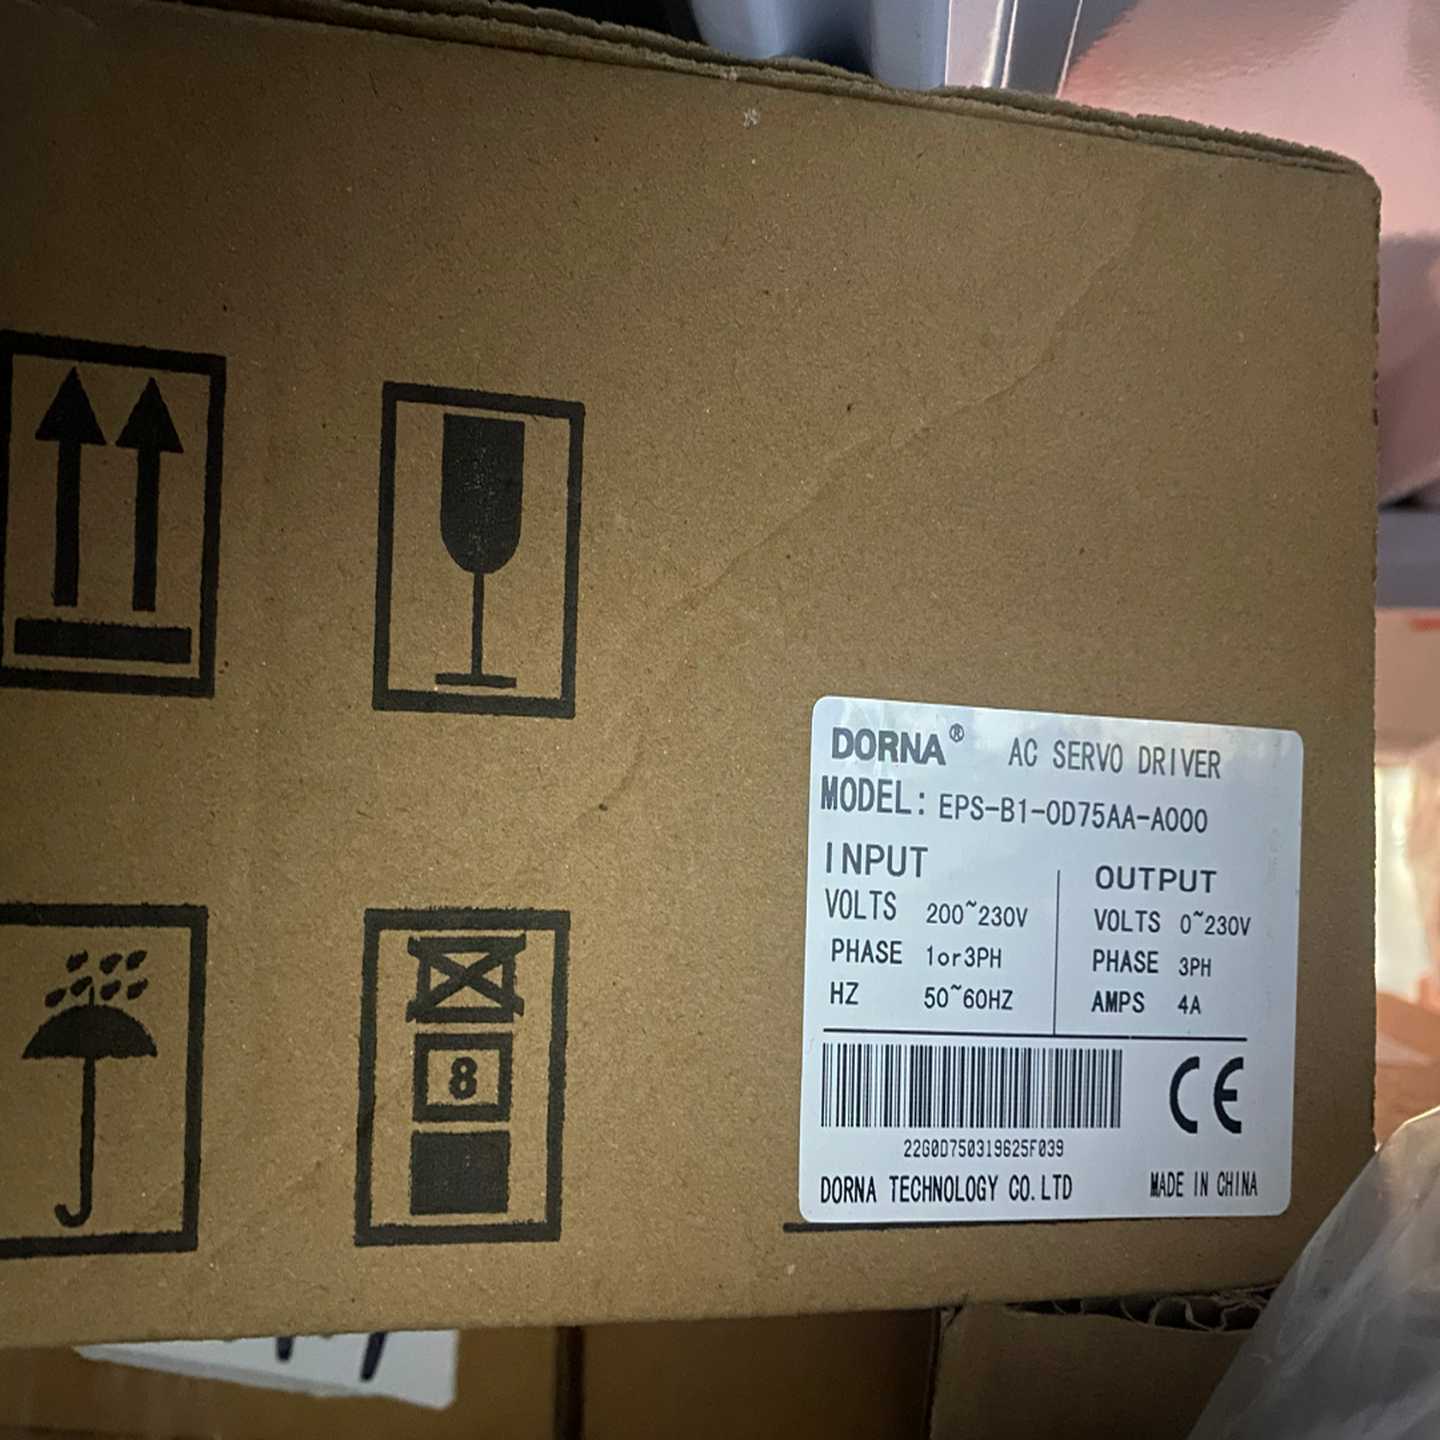 DORNA® AC SERVO DRIVER
MODEL: EPS-B1-0D75AA-A000
INPUT
VOLTS 200~230V
PHASE 1or3PH
HZ 50~60HZ
OUTPUT
VOLTS 0~230V
PHASE 3PH
AMPS 4A
CE
22G0D750319625F039
DORNA TECHNOLOGY CO.LTD MADE IN CHINA
8